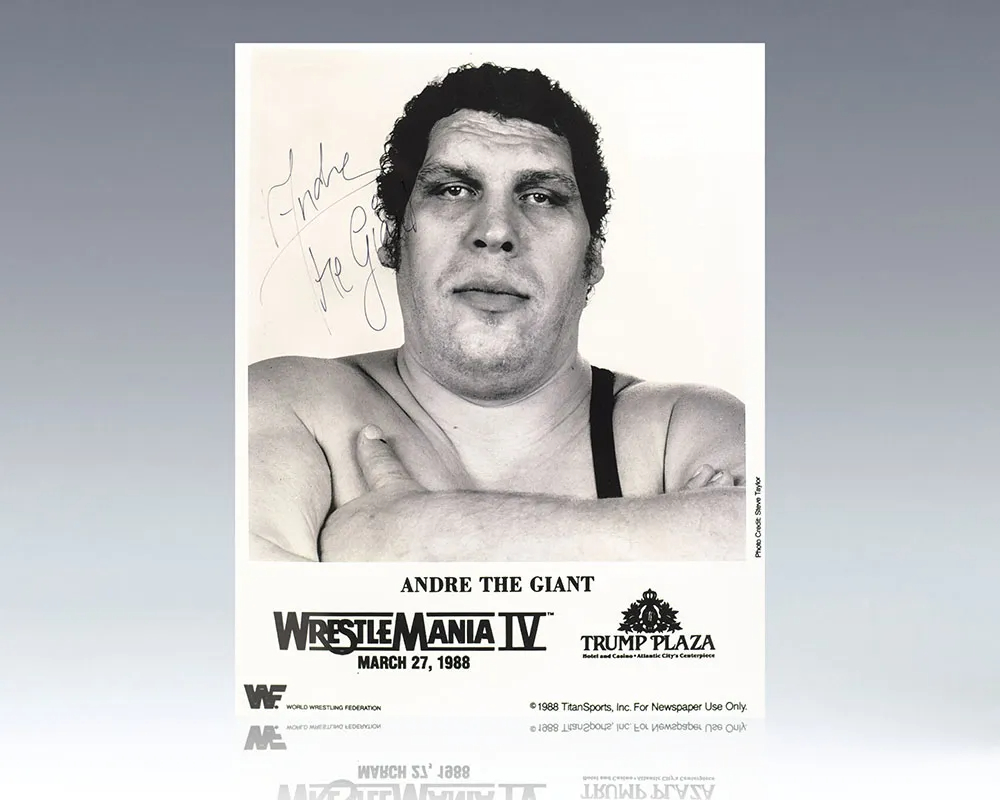 Andre
the Giant
Photo Credit: Steve Taylor
ANDRE THE GIANT
WRESTLEMANIA IV™
MARCH 27, 1988
TRUMP PLAZA
Hotel and Casino • Atlantic City's Centerpiece
WF
WORLD WRESTLING FEDERATION
©1988 TitanSports, Inc. For Newspaper Use Only.